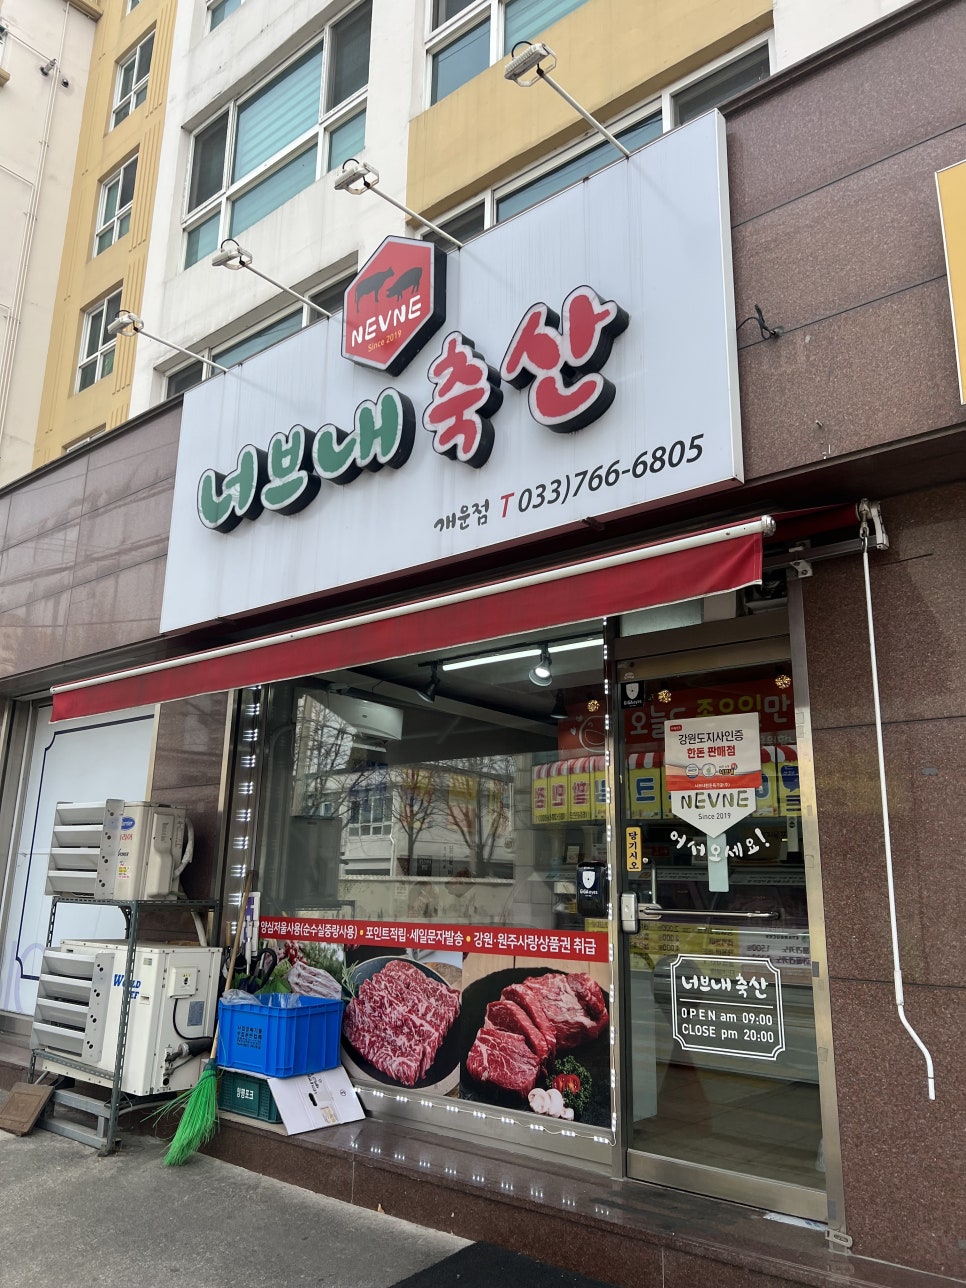 NEVNE
Since 2019
너브내 축산
개운점 T 033)766-6805
오늘도
강원도지사인증
한돈 판매점
NEVNE
Since 2019
어서오세요!
당기시오
GiGAeyes
양심저울사용(순수실중량사용) • 포인트적립·세일문자발송 • 강원·원주사랑상품권 취급
너브내 축산
OPEN am 09:00
CLOSE pm 20:00